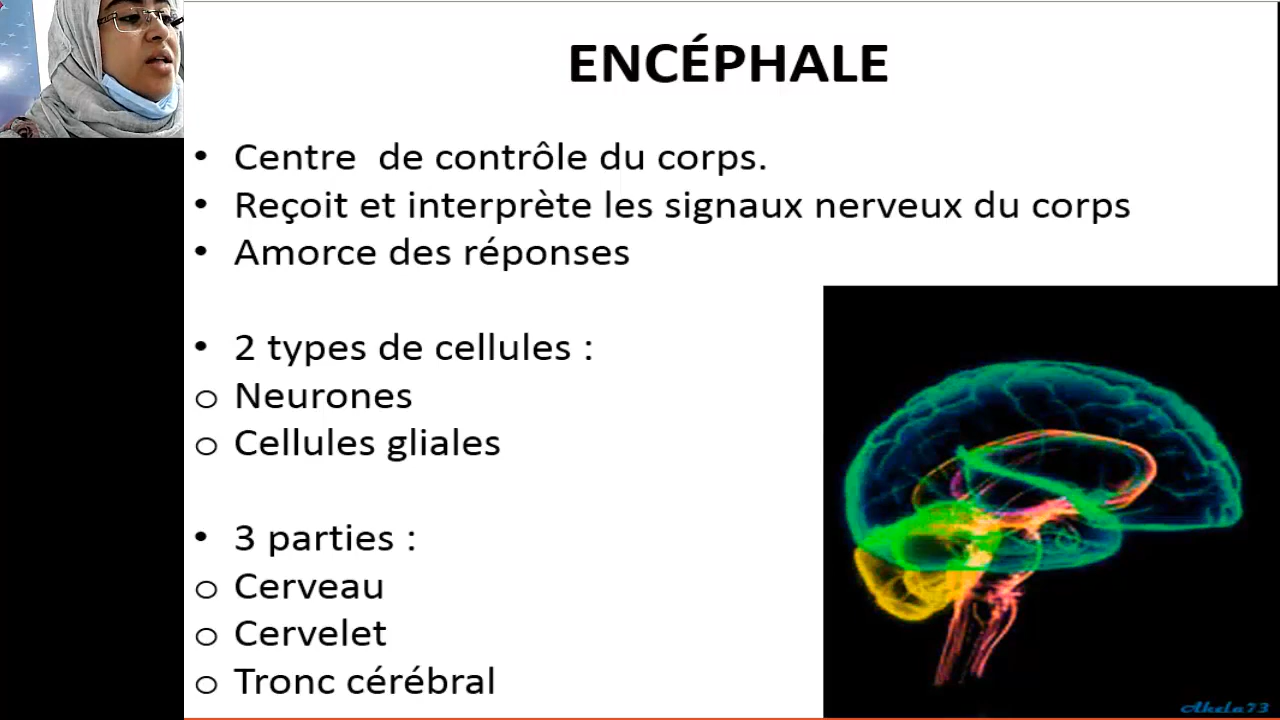 ENCÉPHALE
• Centre de contrôle du corps.
• Reçoit et interprète les signaux nerveux du corps
• Amorce des réponses
• 2 types de cellules :
o Neurones
o Cellules gliales
• 3 parties :
o Cerveau
o Cervelet
o Tronc cérébral
Akela73